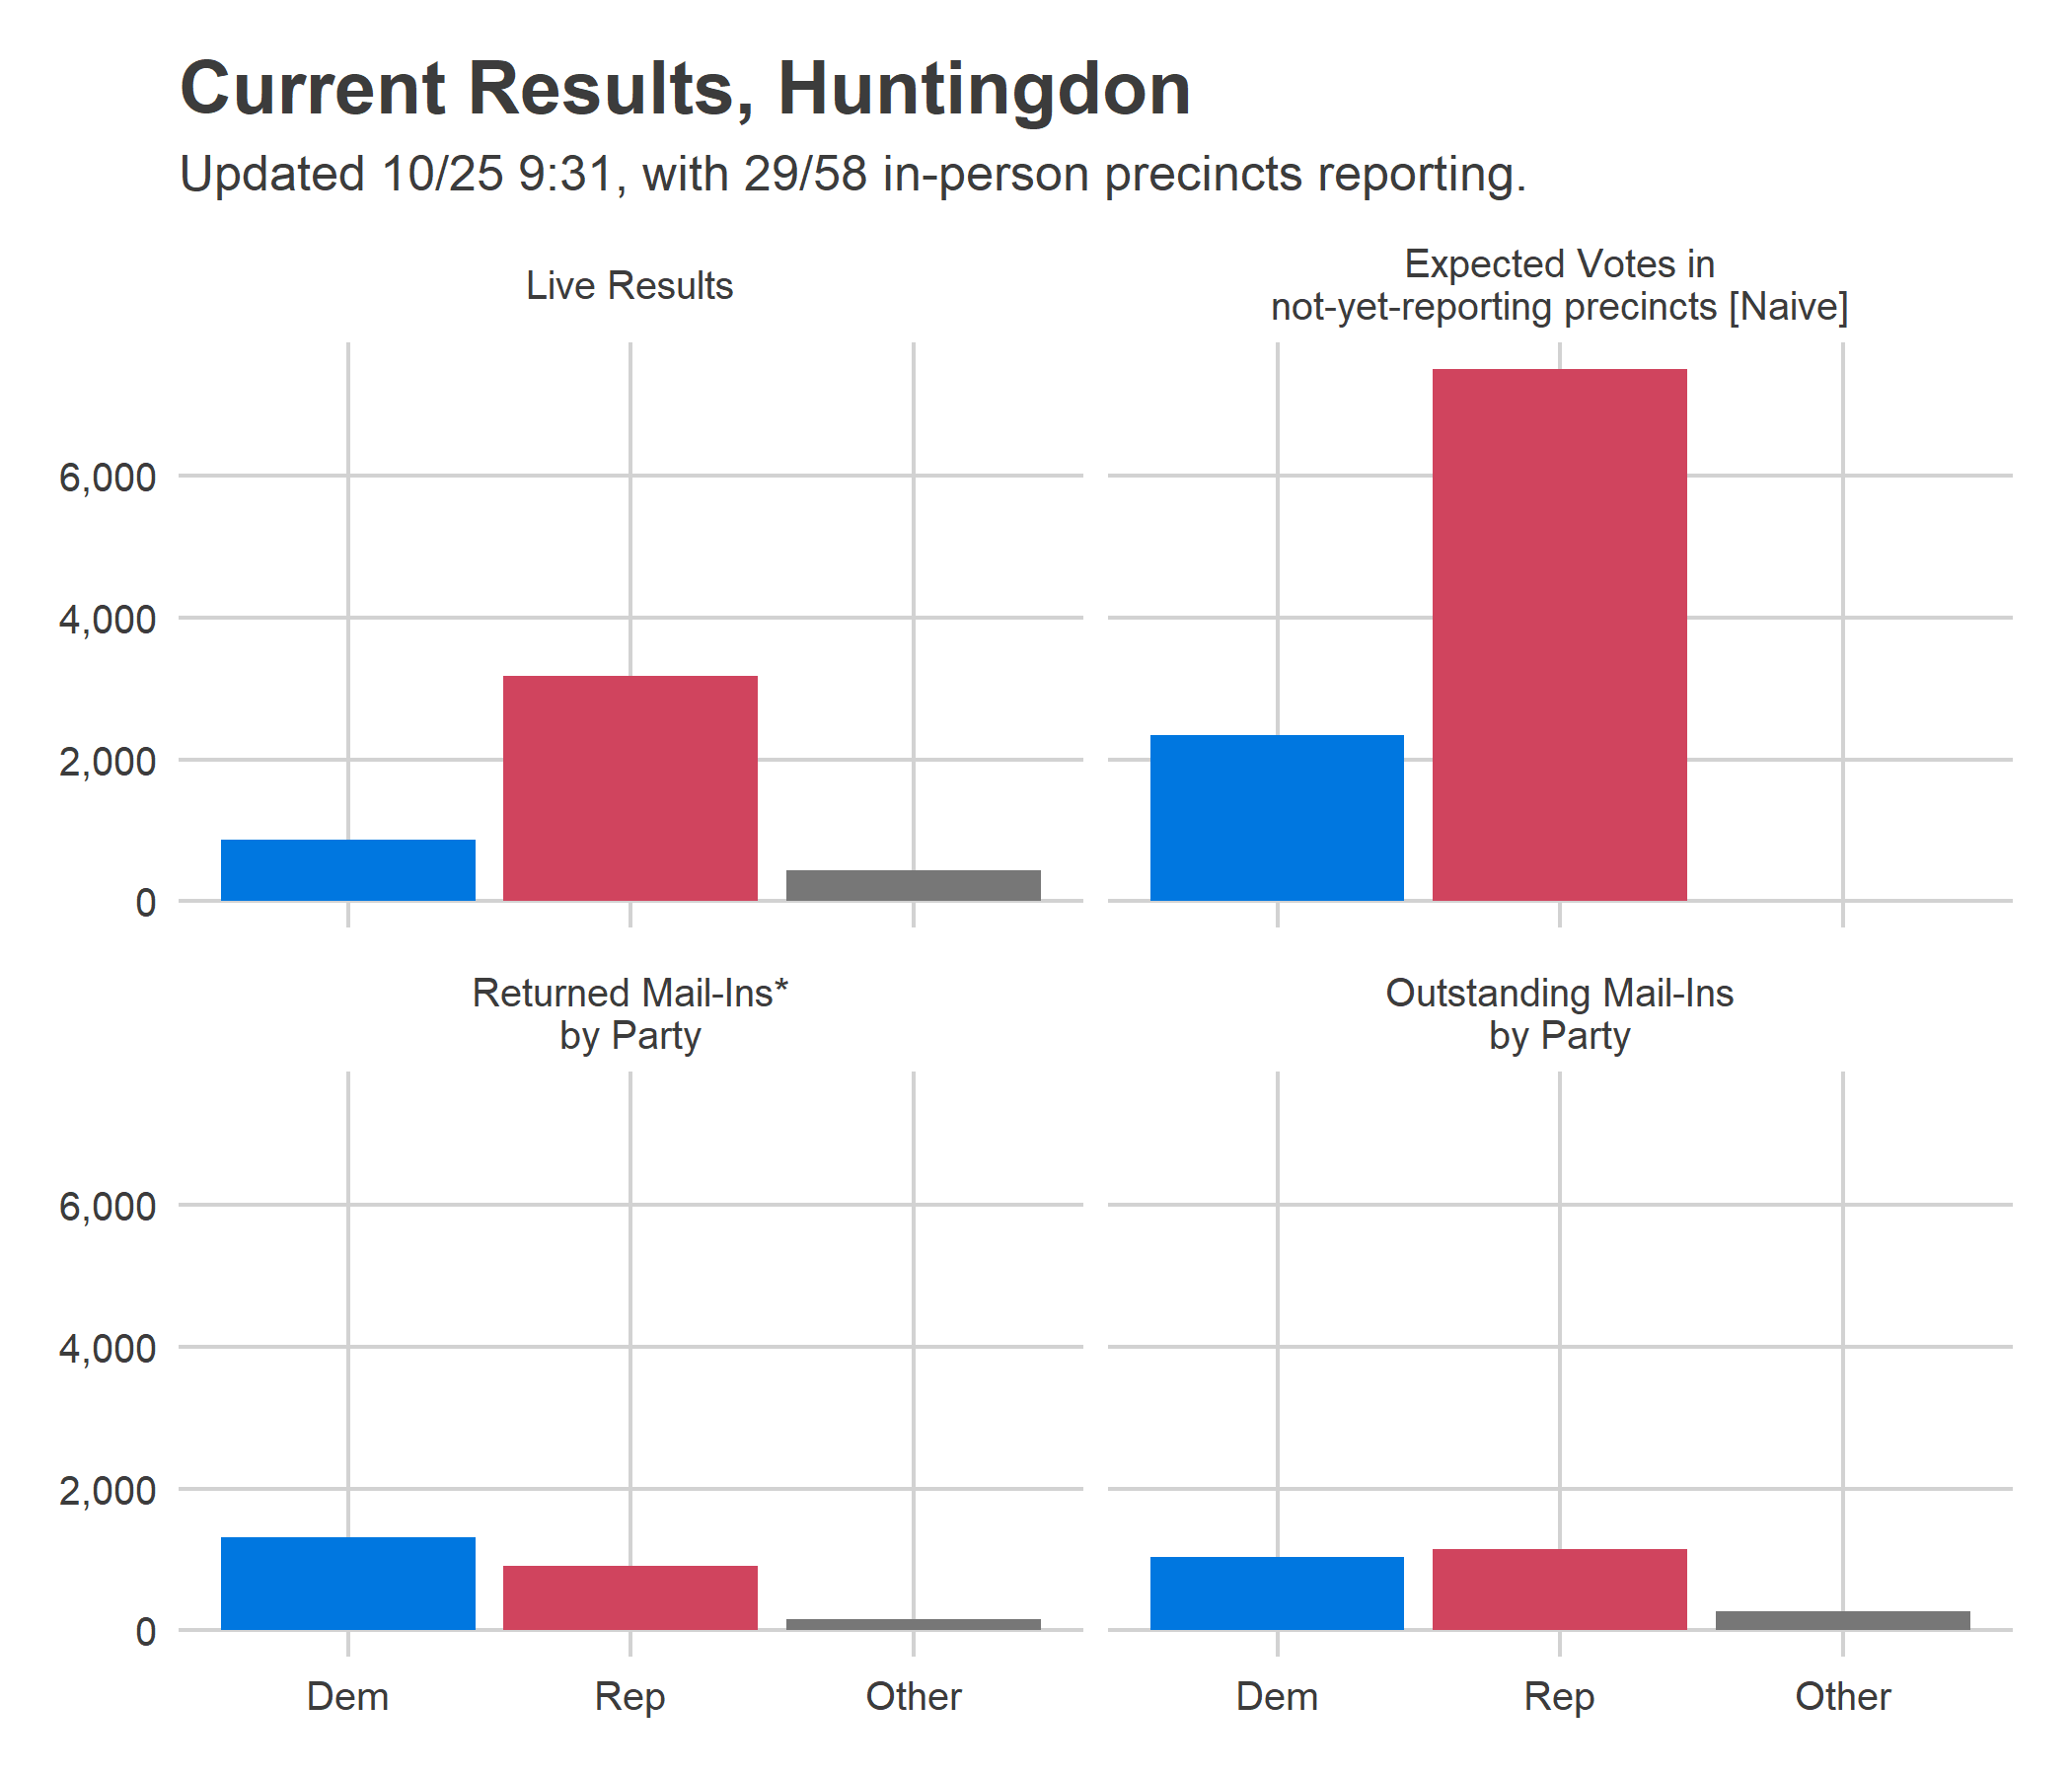 Current Results, Huntingdon
Updated 10/25 9:31, with 29/58 in-person precincts reporting.
Live Results
Expected Votes in
not-yet-reporting precincts [Naive]
6,000
4,000
2,000
0
Returned Mail-Ins*
by Party
Outstanding Mail-Ins
by Party
6,000
4,000
2,000
0
Dem Rep Other Dem Rep Other